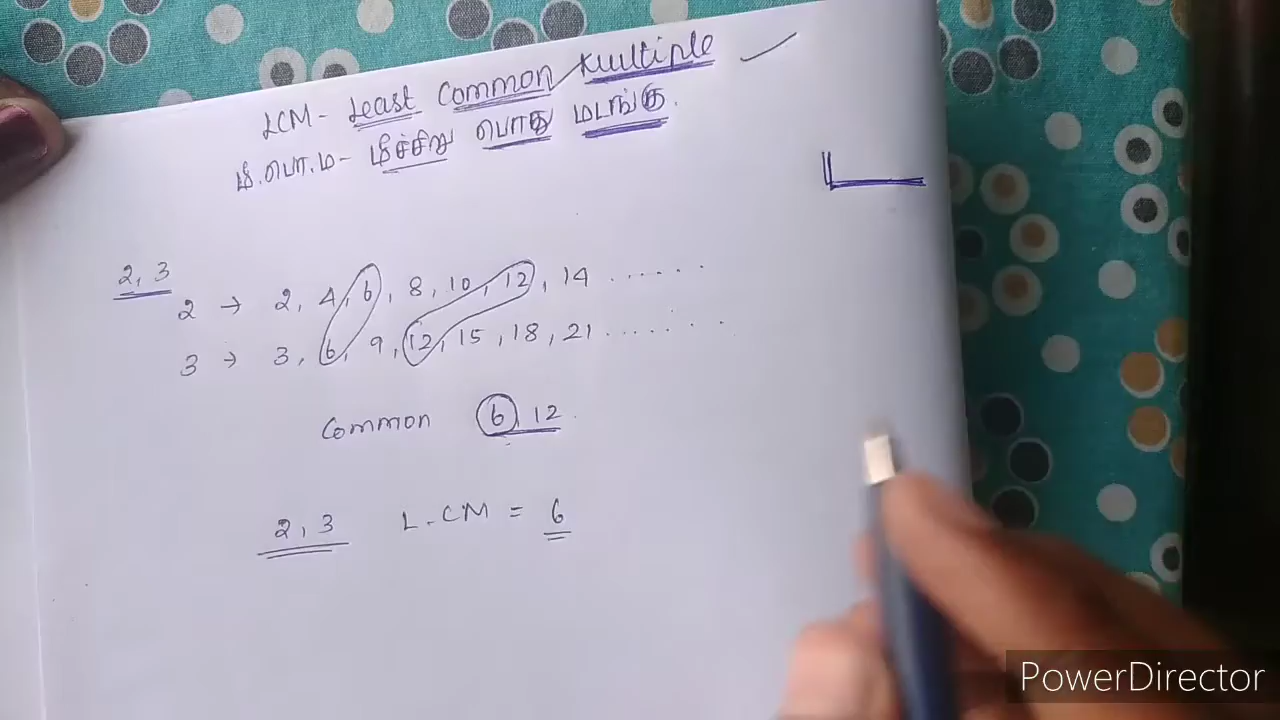 LCM - Least Common Multiple
மீ.பொ.ம - மீச்சிறு பொது மடங்கு.
2, 3
2 → 2, 4, 6, 8, 10, 12, 14 .......
3 → 3, 6, 9, 12, 15, 18, 21 ........
Common 6, 12.
2, 3 L.CM = 6
PowerDirector